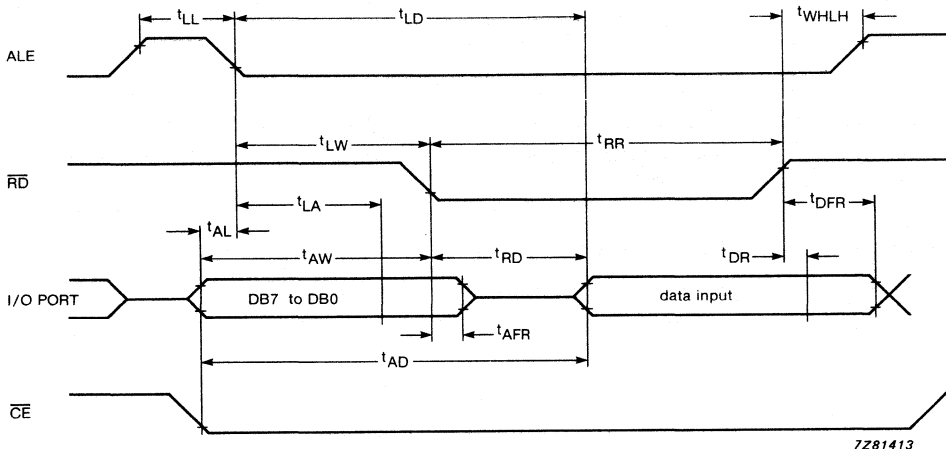 tLL
tLD
tWHLH
ALE
tLW
tRR
RD
tLA
tDFR
tAL
tAW
tRD
tDR
I/O PORT
DB7 to DB0
data input
tAFR
tAD
CE
7Z81413